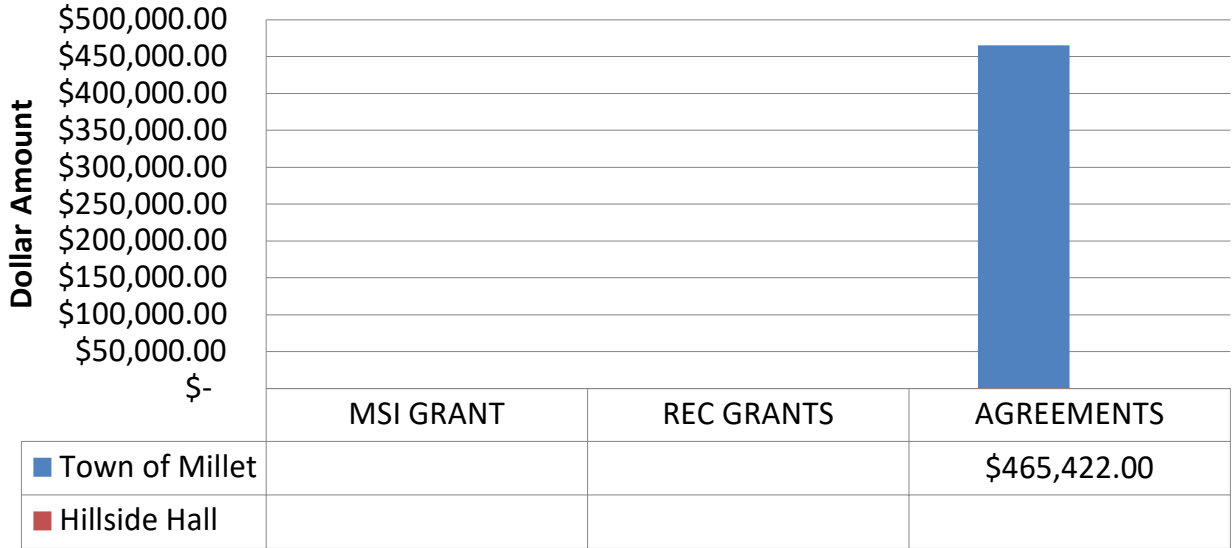 $500,000.00
$450,000.00
$400,000.00
$350,000.00
$300,000.00
$250,000.00
$200,000.00
$150,000.00
$100,000.00
$50,000.00
$-
Dollar Amount
MSI GRANT REC GRANTS AGREEMENTS
Town of Millet $465,422.00
Hillside Hall